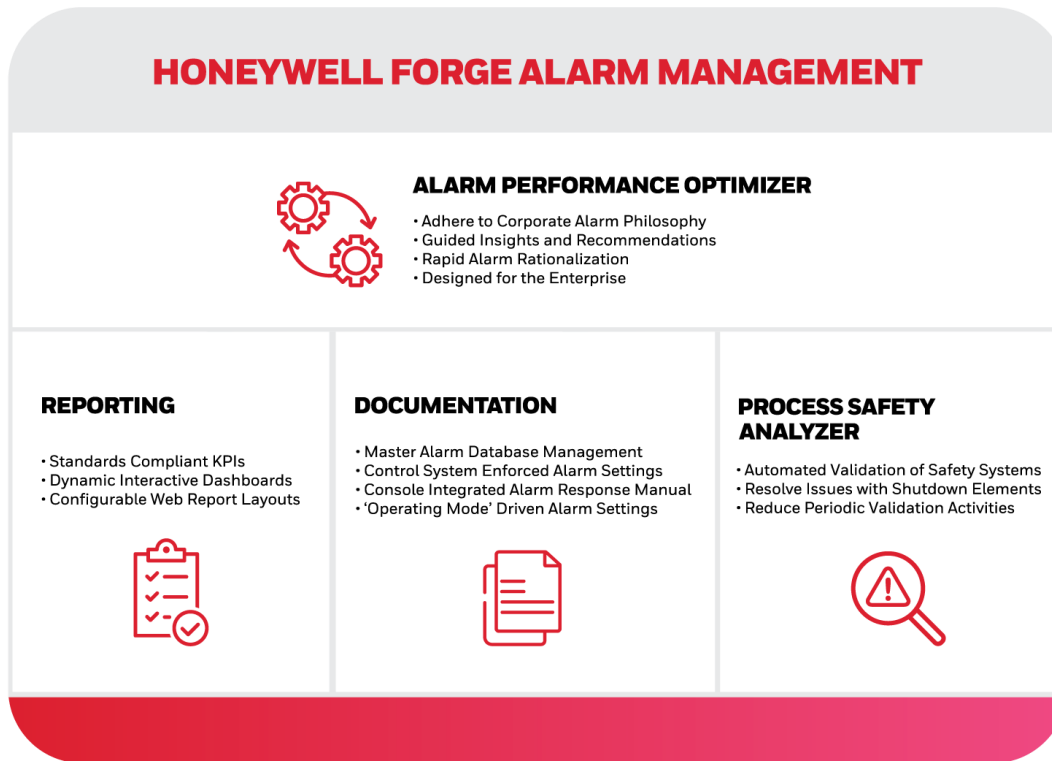 HONEYWELL FORGE ALARM MANAGEMENT
ALARM PERFORMANCE OPTIMIZER
• Adhere to Corporate Alarm Philosophy
• Guided Insights and Recommendations
• Rapid Alarm Rationalization
• Designed for the Enterprise
REPORTING
• Standards Compliant KPIs
• Dynamic Interactive Dashboards
• Configurable Web Report Layouts
DOCUMENTATION
• Master Alarm Database Management
• Control System Enforced Alarm Settings
• Console Integrated Alarm Response Manual
• ‘Operating Mode’ Driven Alarm Settings
PROCESS SAFETY
ANALYZER
• Automated Validation of Safety Systems
• Resolve Issues with Shutdown Elements
• Reduce Periodic Validation Activities